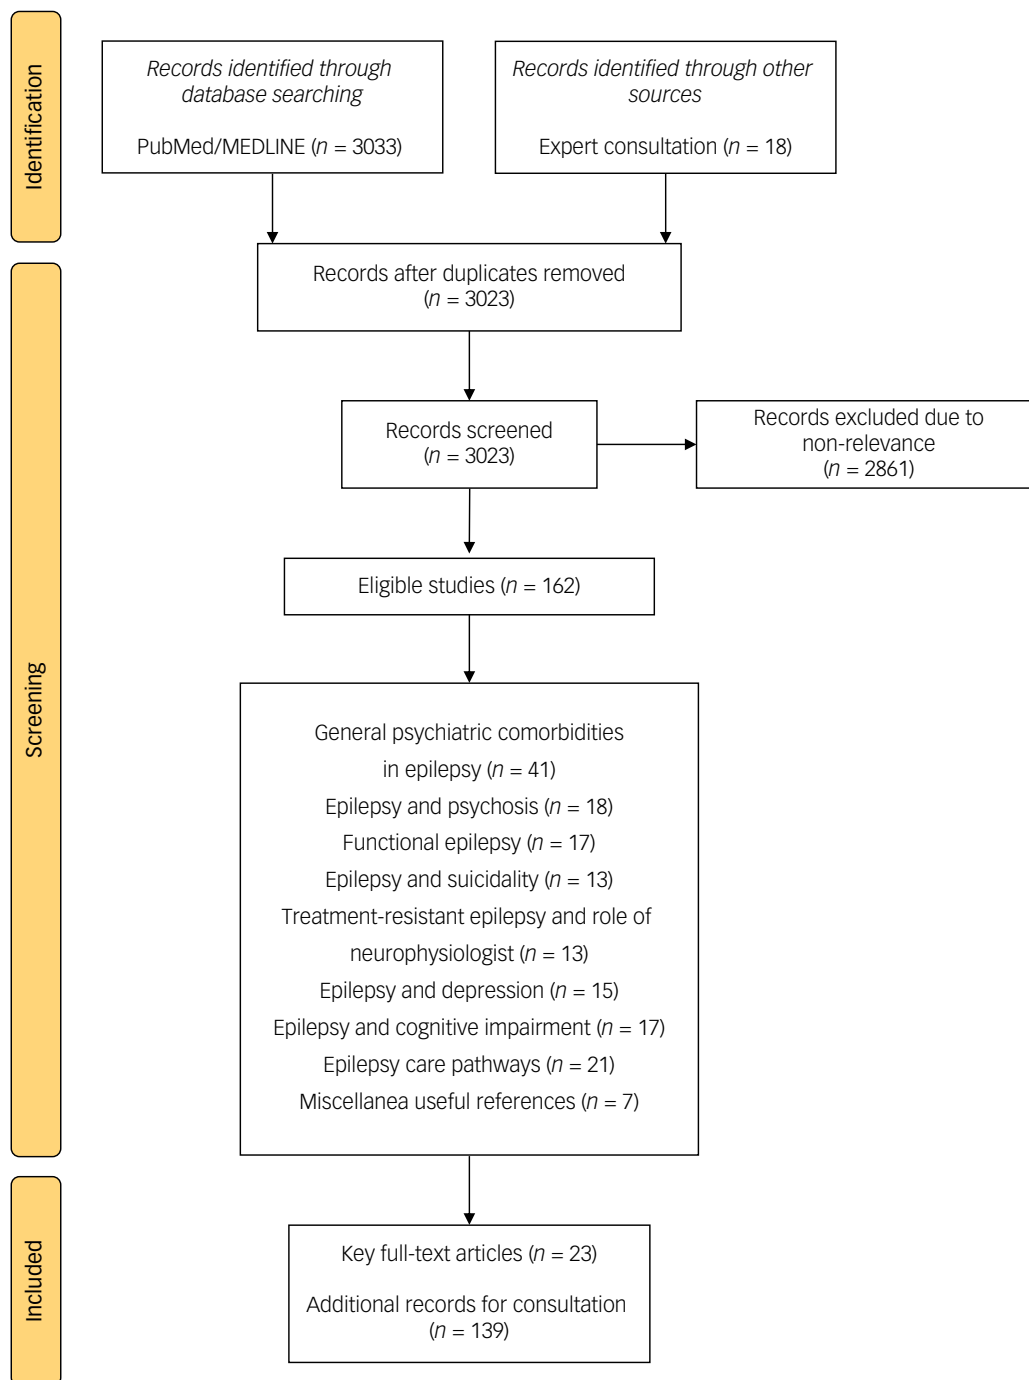 Identification
Records identified through
database searching
PubMed/MEDLINE (n = 3033)
Records identified through other
sources
Expert consultation (n = 18)
Screening
Records after duplicates removed
(n = 3023)
Records screened
(n = 3023)
Records excluded due to
non-relevance
(n = 2861)
Eligible studies (n = 162)
General psychiatric comorbidities
in epilepsy (n = 41)
Epilepsy and psychosis (n = 18)
Functional epilepsy (n = 17)
Epilepsy and suicidality (n = 13)
Treatment-resistant epilepsy and role of
neurophysiologist (n = 13)
Epilepsy and depression (n = 15)
Epilepsy and cognitive impairment (n = 17)
Epilepsy care pathways (n = 21)
Miscellanea useful references (n = 7)
Included
Key full-text articles (n = 23)
Additional records for consultation
(n = 139)